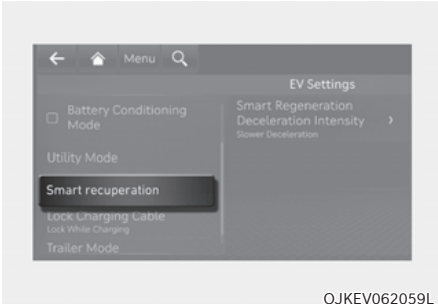 Menu
EV Settings
Battery Conditioning
Mode
Utility Mode
Smart recuperation
Lock Charging Cable
Lock While Charging
Trailer Mode
Smart Regeneration
Deceleration Intensity
Slower Deceleration
OJKEV062059L